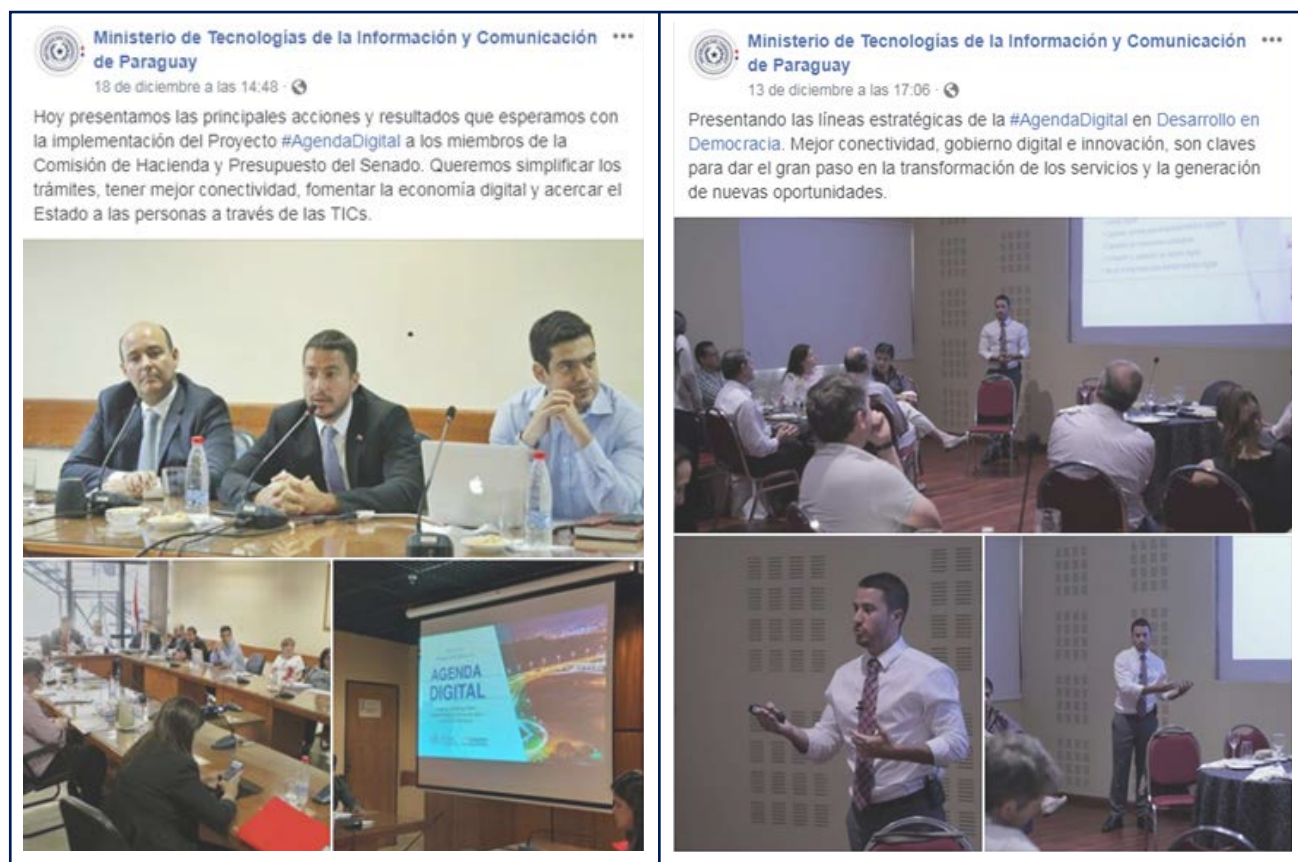 Ministerio de Tecnologías de la Información y Comunicación
de Paraguay
18 de diciembre a las 14:48 ·
Hoy presentamos las principales acciones y resultados que esperamos con
la implementación del Proyecto #AgendaDigital a los miembros de la
Comisión de Hacienda y Presupuesto del Senado. Queremos simplificar los
trámites, tener mejor conectividad, fomentar la economía digital y acercar el
Estado a las personas a través de las TICs.
AGENDA
DIGITAL
Ministerio de Tecnologías de la Información y Comunicación
de Paraguay
13 de diciembre a las 17:06 ·
Presentando las líneas estratégicas de la #AgendaDigital en Desarrollo en
Democracia. Mejor conectividad, gobierno digital e innovación, son claves
para dar el gran paso en la transformación de los servicios y la generación
de nuevas oportunidades.